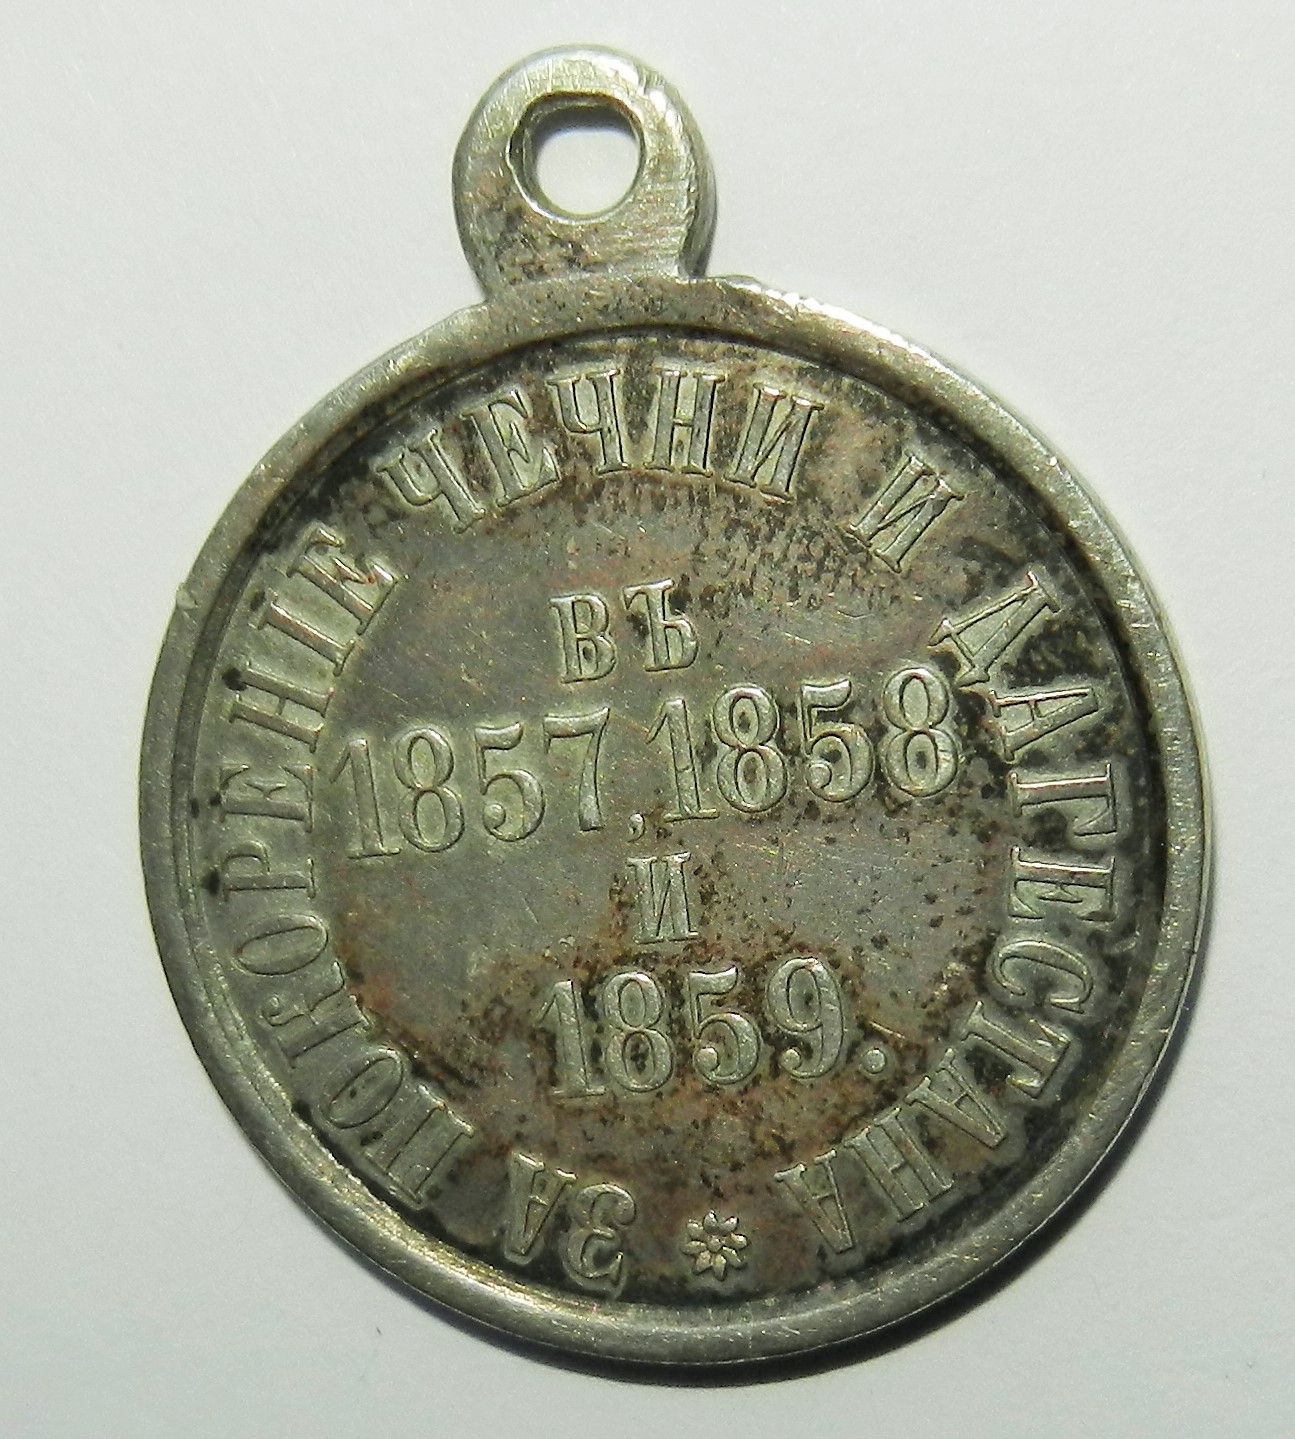 ЗА ПОКОРЕНІЕ ЧЕЧНИ И ДАГЕСТАНА
ВЪ
1857, 1858
И
1859.